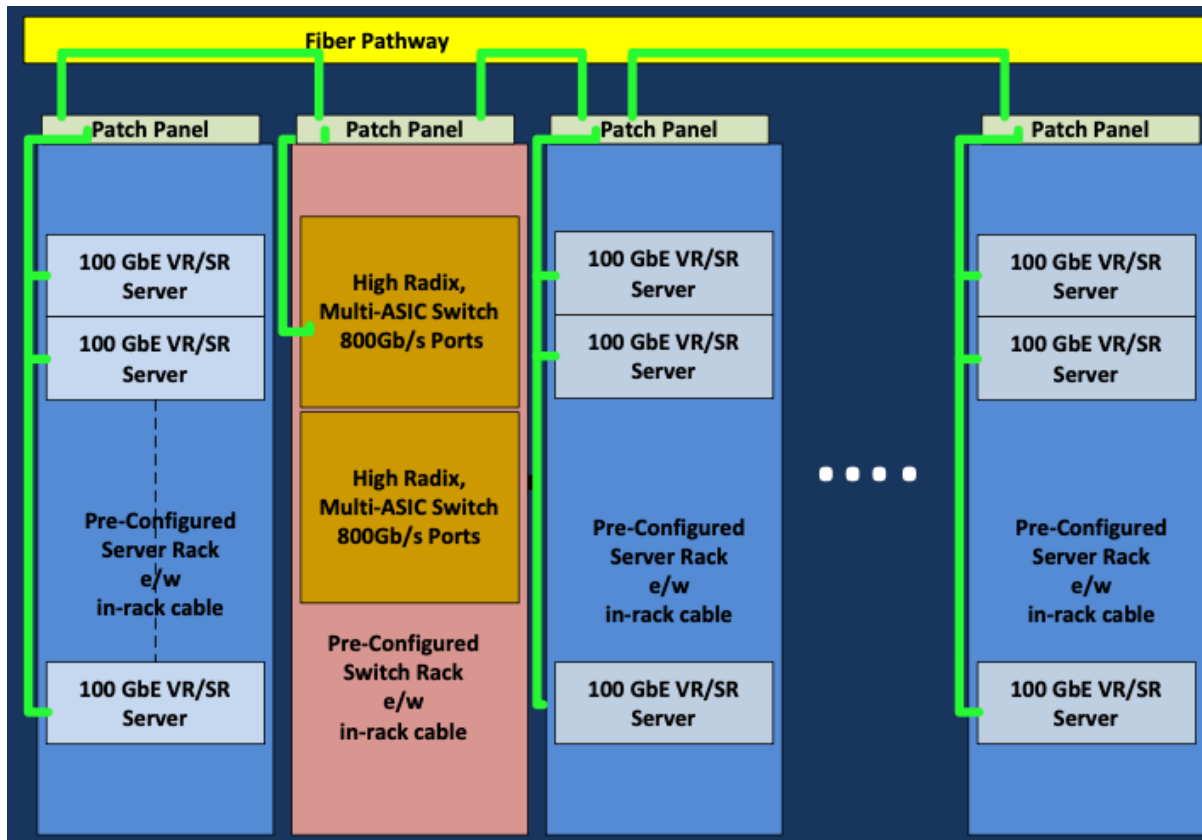 Fiber Pathway
Patch Panel
Patch Panel
Patch Panel
Patch Panel
100 GbE VR/SR
Server
100 GbE VR/SR
Server
Pre-Configured
Server Rack
e/w
in-rack cable
100 GbE VR/SR
Server
High Radix,
Multi-ASIC Switch
800Gb/s Ports
High Radix,
Multi-ASIC Switch
800Gb/s Ports
Pre-Configured
Switch Rack
e/w
in-rack cable
100 GbE VR/SR
Server
100 GbE VR/SR
Server
Pre-Configured
Server Rack
e/w
in-rack cable
100 GbE VR/SR
Server
100 GbE VR/SR
Server
100 GbE VR/SR
Server
Pre-Configured
Server Rack
e/w
in-rack cable
100 GbE VR/SR
Server